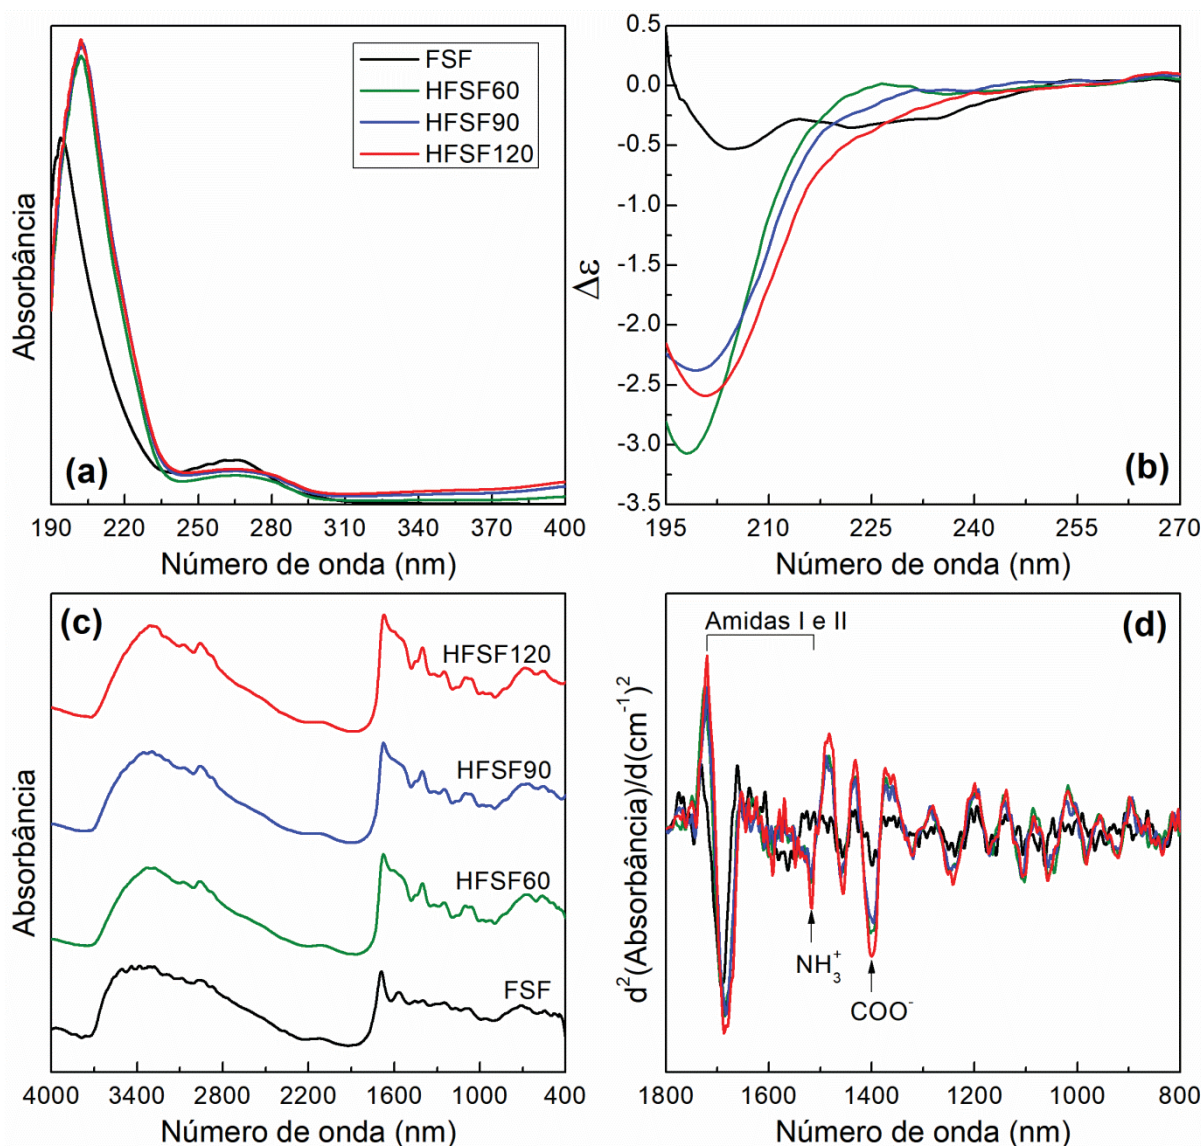 FSF
HFSF60
HFSF90
HFSF120
Absorbância
(a)
190 220 250 280 310 340 370 400
Número de onda (nm)
0.5
0.0
-0.5
-1.0
-1.5
-2.0
-2.5
-3.0
-3.5
Δε
(b)
195 210 225 240 255 270
Número de onda (nm)
(c)
HFSF120
HFSF90
HFSF60
FSF
Absorbância
4000 3400 2800 2200 1600 1000 400
Número de onda (nm)
Amidas I e II
(d)
d²(Absorbância)/d(cm⁻¹)²
NH₃⁺
COO⁻
1800 1600 1400 1200 1000 800
Número de onda (nm)